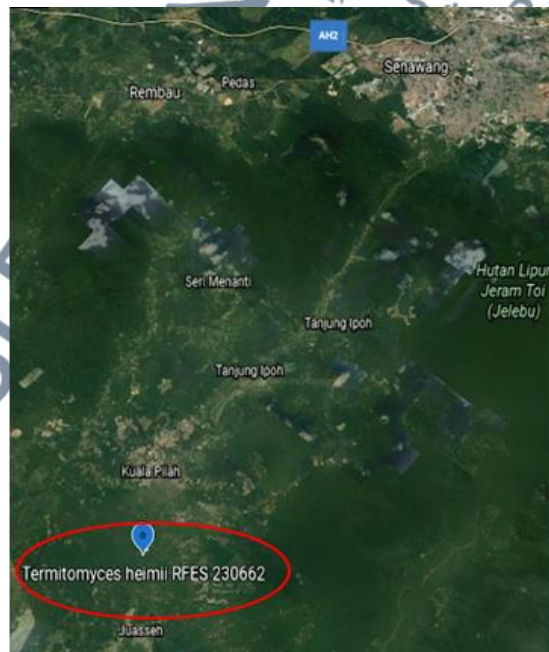 AH2
Senawang
Pedas
Rembau
Seri Menanti
Hutan Lipur
Jeram Toi
(Jelebu)
Tanjung Ipoh
Tanjung Ipoh
Kuala Pilah
Termitomyces heimii RFES 230662
Juasseh